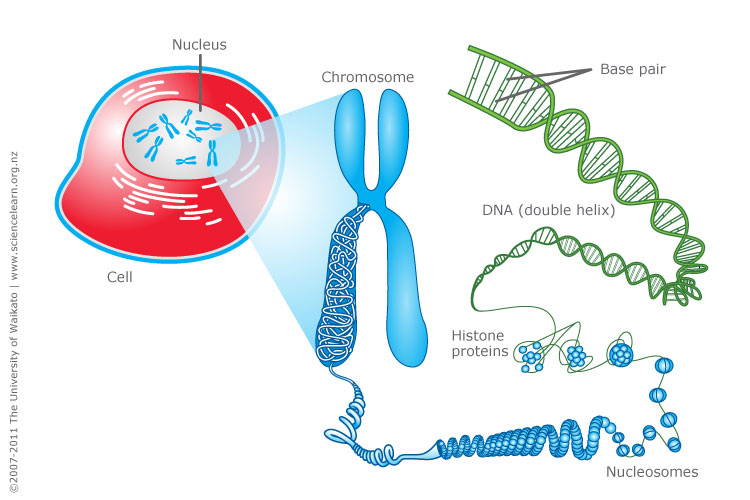 Nucleus
Chromosome
Base pair
DNA (double helix)
Cell
Histone
proteins
Nucleosomes
©2007-2011 The University of Waikato | www.sciencelearn.org.nz